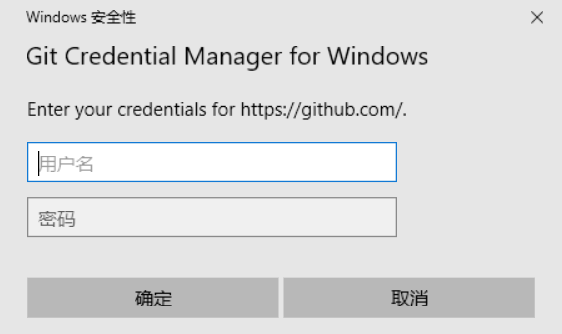 Windows 安全性
Git Credential Manager for Windows
Enter your credentials for https://github.com/.
用户名
密码
确定 取消